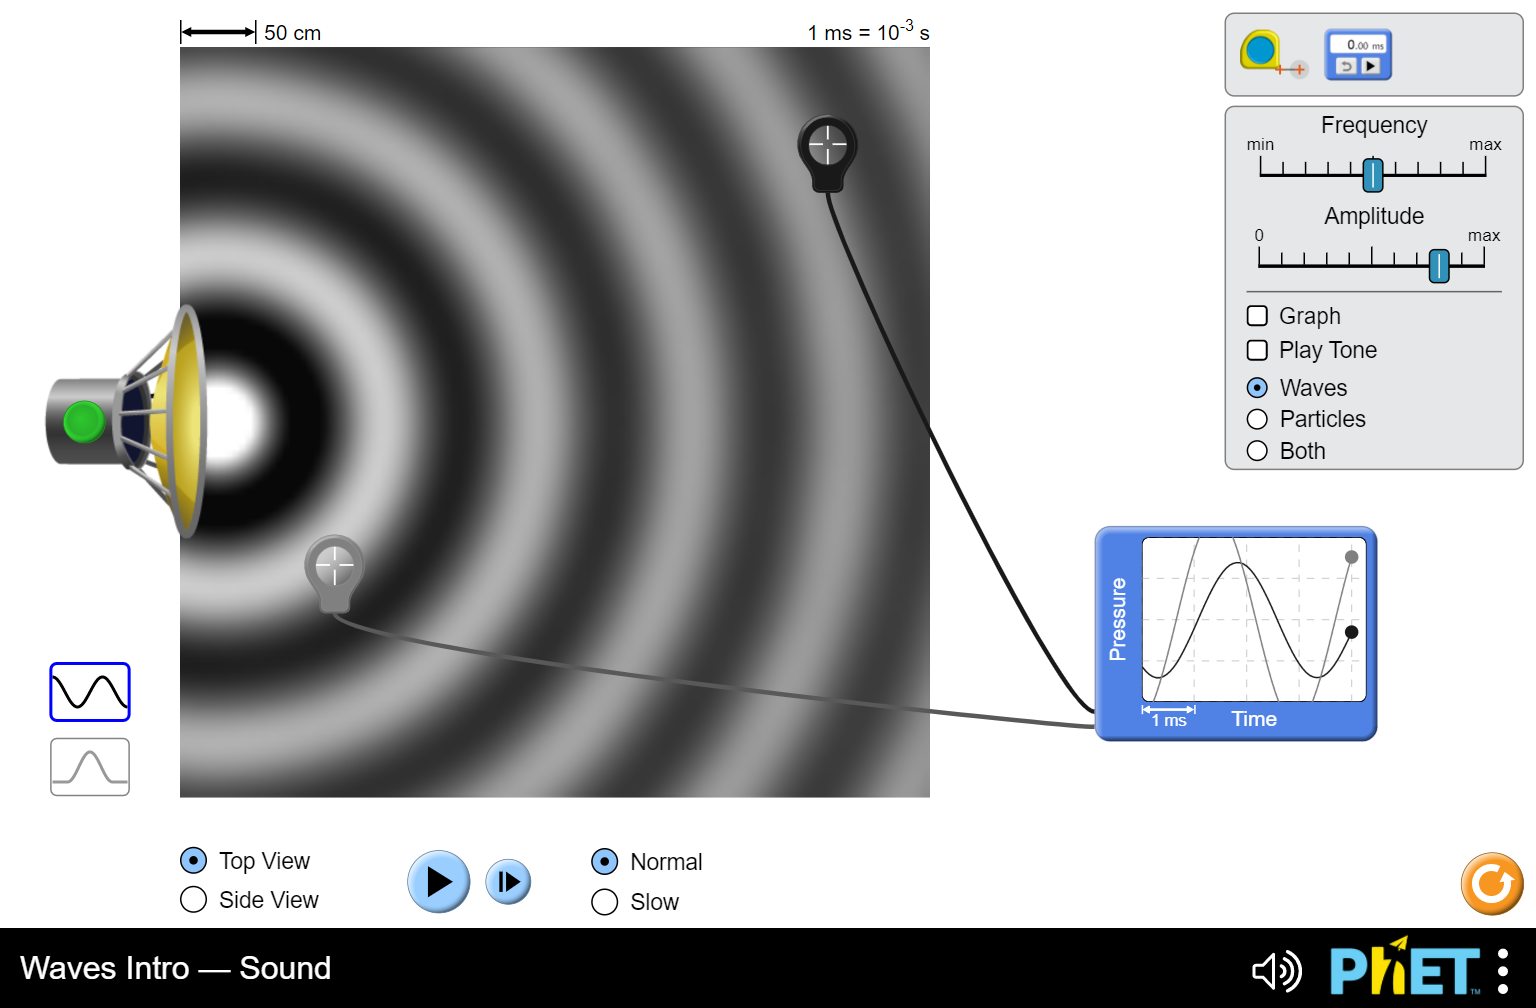 50 cm
1 ms = 10⁻³ s
0.00 ms
Frequency
min
max
Amplitude
0
max
Graph
Play Tone
Waves
Particles
Both
Pressure
1 ms
Time
Top View
Side View
Normal
Slow
Waves Intro — Sound
PhET™